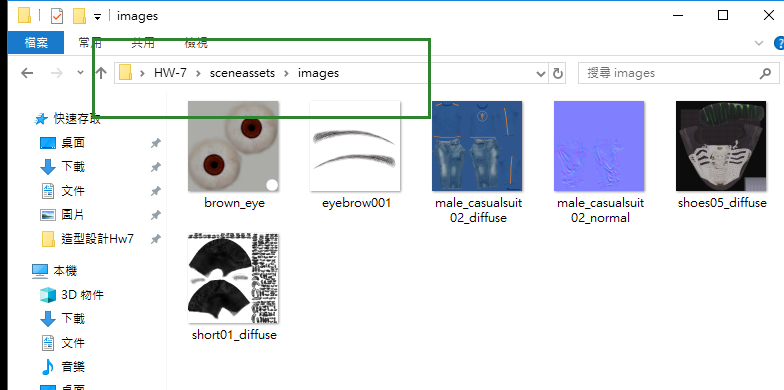 images
檔案 常用 共用 檢視
HW-7 sceneassets images
搜尋 images
快速存取
桌面
下載
文件
圖片
造型設計Hw7
本機
3D 物件
下載
文件
音樂
桌面
brown_eye
eyebrow001
male_casualsuit
02_diffuse
male_casualsuit
02_normal
shoes05_diffuse
short01_diffuse